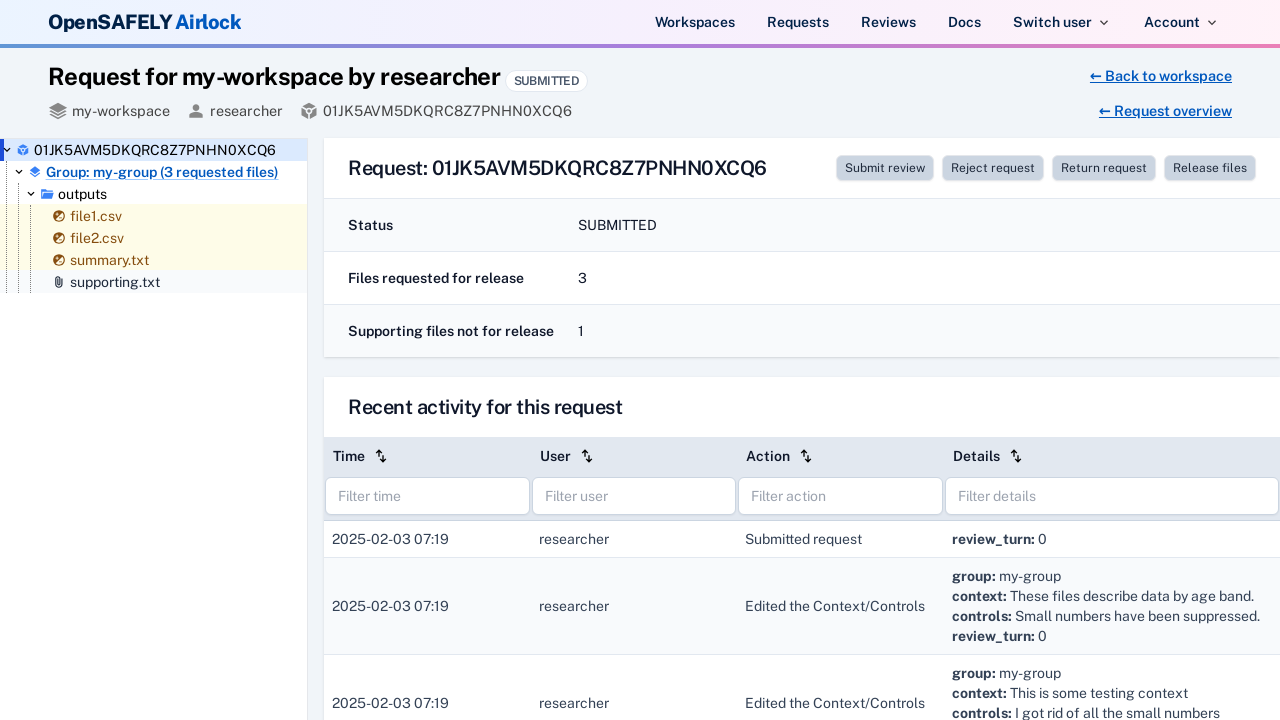 OpenSAFELY Airlock
Workspaces Requests Reviews Docs Switch user Account
Request for my-workspace by researcher SUBMITTED
← Back to workspace
my-workspace researcher 01JK5AVM5DKQRC8Z7PNHN0XCQ6
← Request overview
01JK5AVM5DKQRC8Z7PNHN0XCQ6
Group: my-group (3 requested files)
outputs
file1.csv
file2.csv
summary.txt
supporting.txt
Request: 01JK5AVM5DKQRC8Z7PNHN0XCQ6
Submit review Reject request Return request Release files
Status SUBMITTED
Files requested for release 3
Supporting files not for release 1
Recent activity for this request
Time User Action Details
Filter time Filter user Filter action Filter details
2025-02-03 07:19 researcher Submitted request review_turn: 0
2025-02-03 07:19 researcher Edited the Context/Controls
group: my-group
context: These files describe data by age band.
controls: Small numbers have been suppressed.
review_turn: 0
2025-02-03 07:19 researcher Edited the Context/Controls
group: my-group
context: This is some testing context
controls: I got rid of all the small numbers